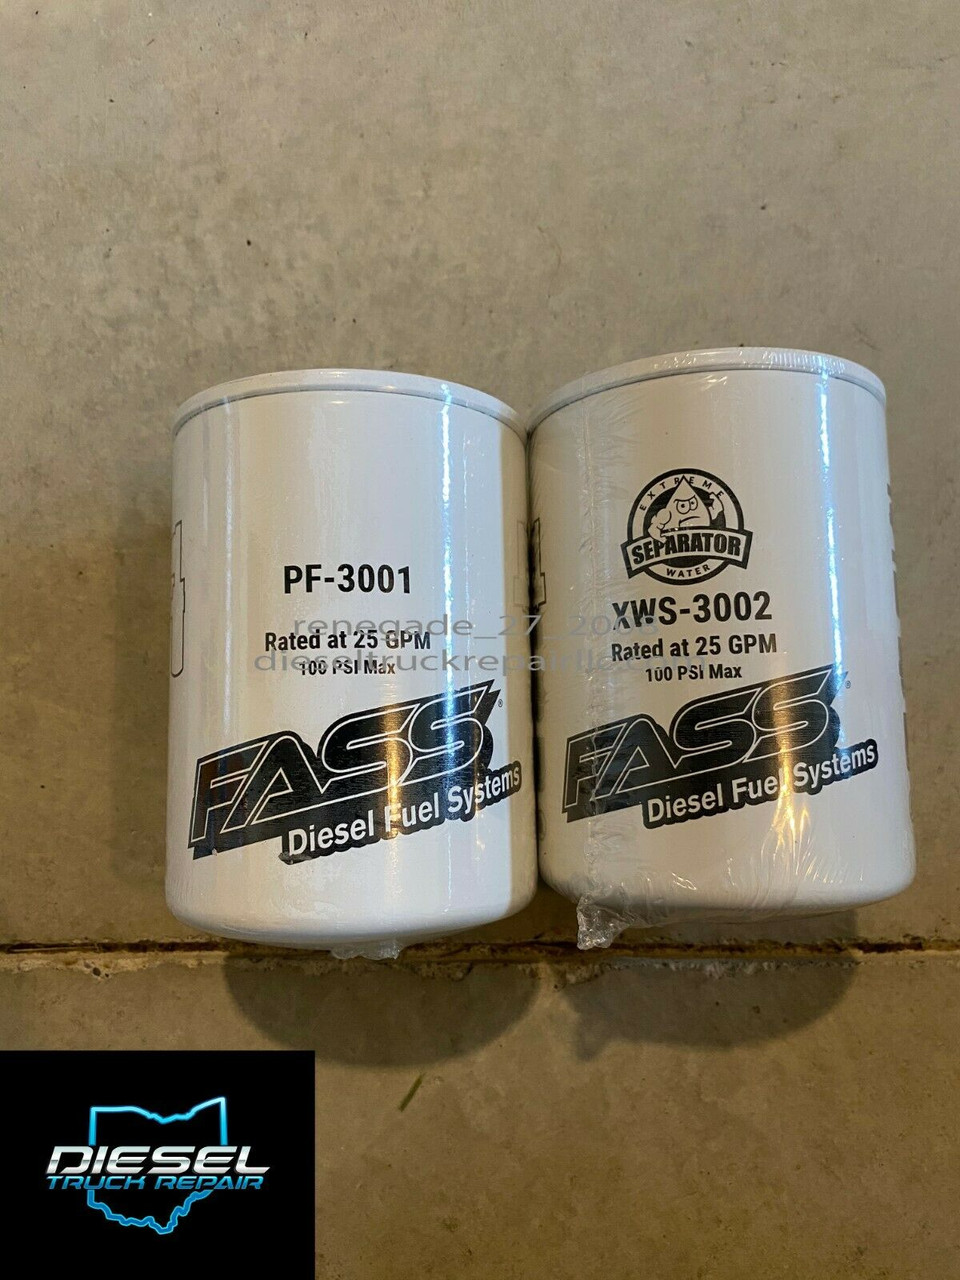 PF-3001
Rated at 25 GPM
100 PSI Max
FASS®
Diesel Fuel Systems
EXTREME
SEPARATOR
WATER
XWS-3002
Rated at 25 GPM
100 PSI Max
FASS®
Diesel Fuel Systems
DIESEL
TRUCK REPAIR